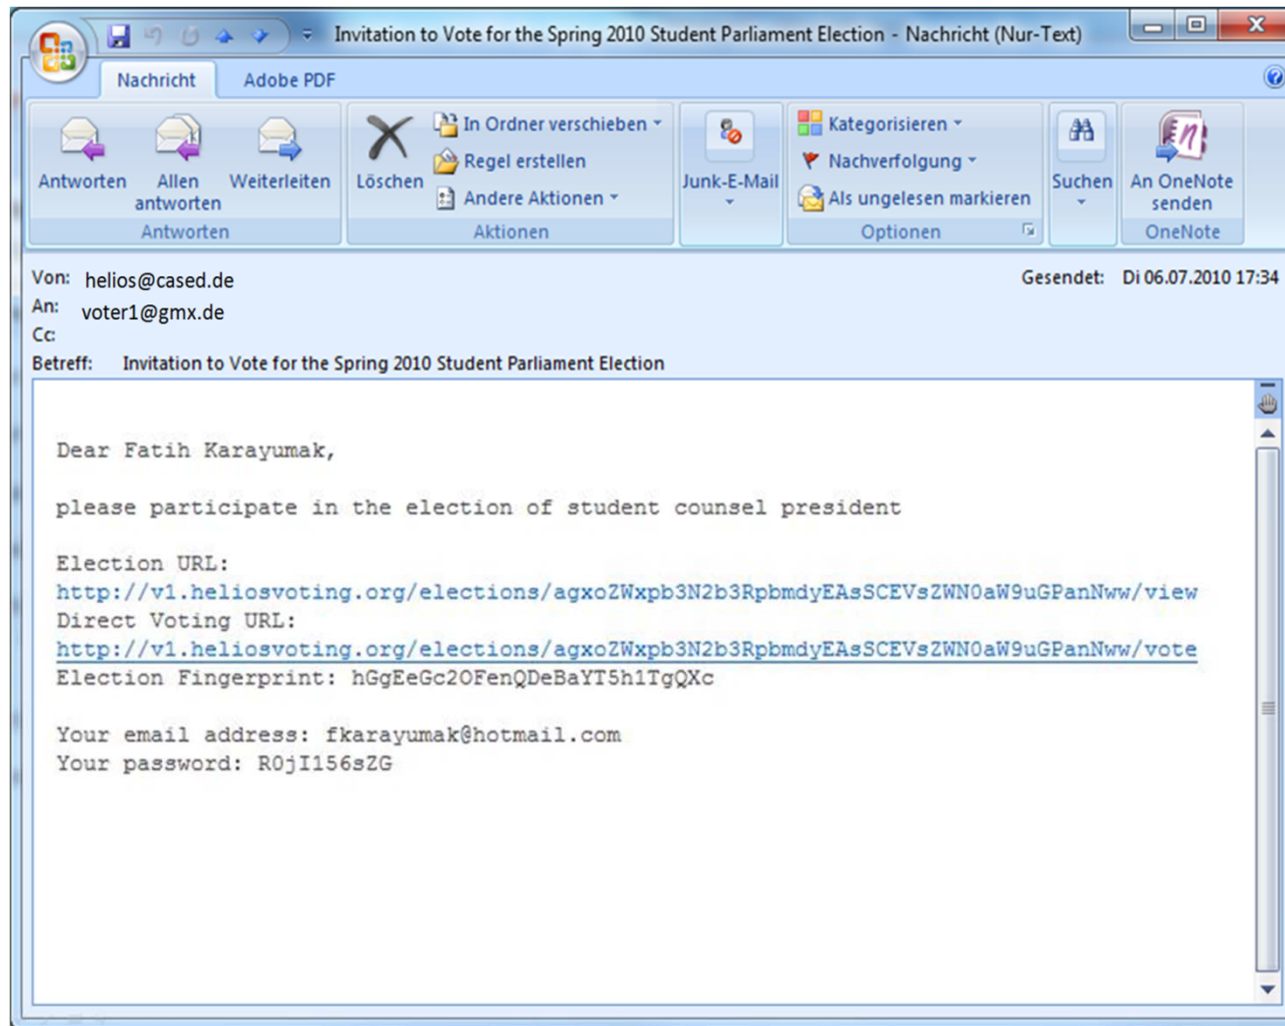 Invitation to Vote for the Spring 2010 Student Parliament Election - Nachricht (Nur-Text)
Nachricht Adobe PDF
Antworten
Allen antworten
Weiterleiten
Antworten
Löschen
In Ordner verschieben
Regel erstellen
Andere Aktionen
Aktionen
Junk-E-Mail
Kategorisieren
Nachverfolgung
Als ungelesen markieren
Optionen
Suchen
An OneNote senden
OneNote
Von: helios@cased.de Gesendet: Di 06.07.2010 17:34
An: voter1@gmx.de
Cc:
Betreff: Invitation to Vote for the Spring 2010 Student Parliament Election
Dear Fatih Karayumak,
please participate in the election of student counsel president
Election URL:
http://v1.heliosvoting.org/elections/agxoZWxpb3N2b3RpbmdyEAsSCEVsZWN0aW9uGPanNww/view
Direct Voting URL:
http://v1.heliosvoting.org/elections/agxoZWxpb3N2b3RpbmdyEAsSCEVsZWN0aW9uGPanNww/vote
Election Fingerprint: hGgEeGc2OFenQDeBaYT5h1TgQXc
Your email address: fkarayumak@hotmail.com
Your password: R0jI156sZG